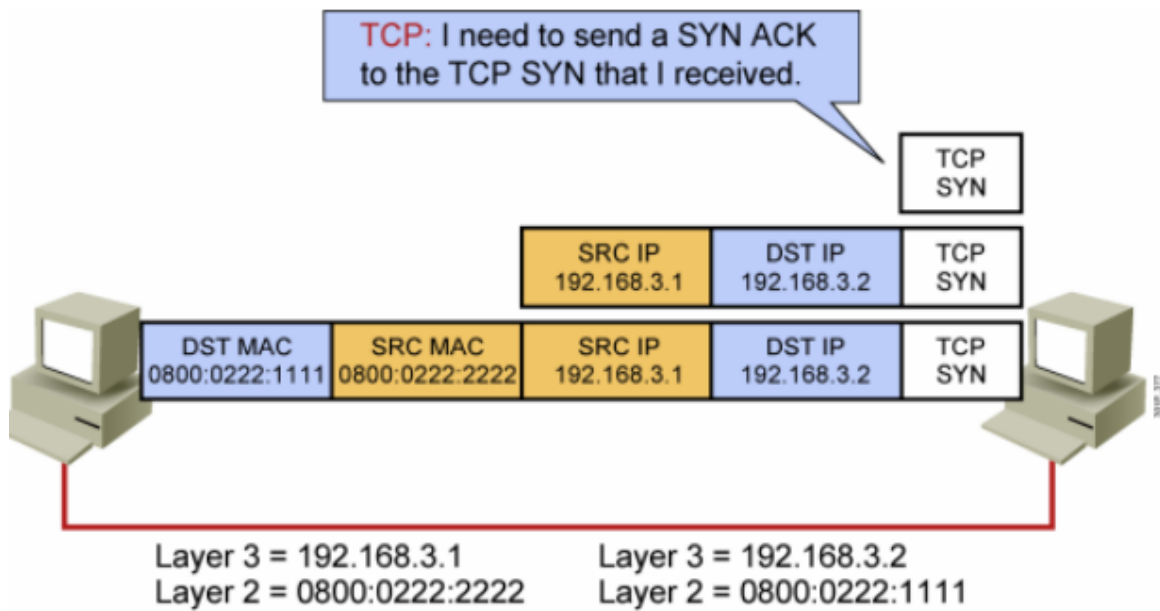 TCP: I need to send a SYN ACK
to the TCP SYN that I received.
TCP
SYN
SRC IP
192.168.3.1
DST IP
192.168.3.2
TCP
SYN
DST MAC
0800:0222:1111
SRC MAC
0800:0222:2222
SRC IP
192.168.3.1
DST IP
192.168.3.2
TCP
SYN
Layer 3 = 192.168.3.1
Layer 2 = 0800:0222:2222
Layer 3 = 192.168.3.2
Layer 2 = 0800:0222:1111